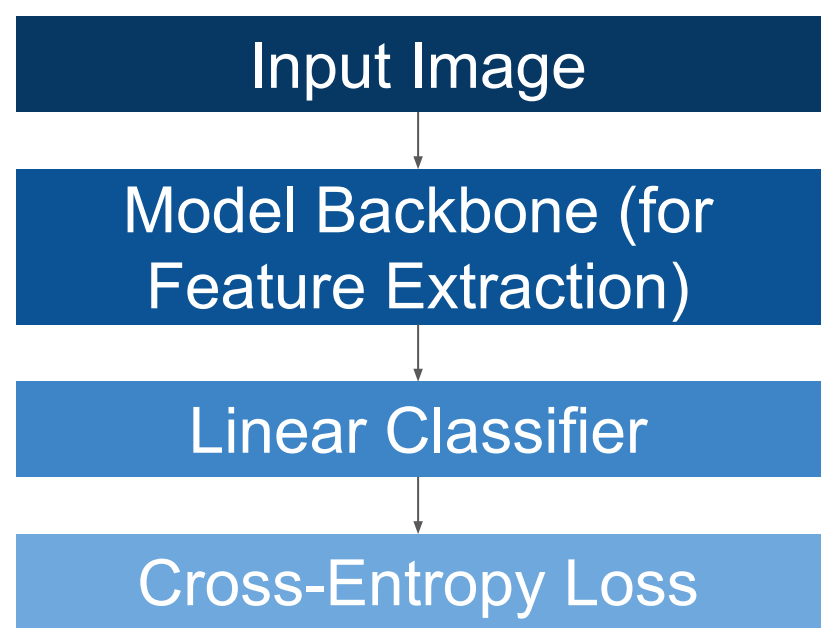 Input Image
Model Backbone (for
Feature Extraction)
Linear Classifier
Cross-Entropy Loss